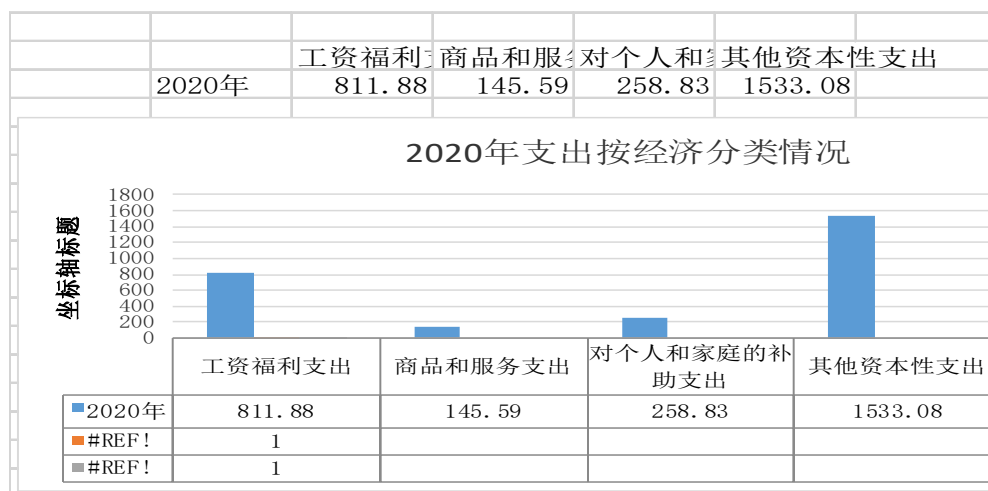 工资福利 商品和服 对个人和 其他资本性支出
2020年 811.88 145.59 258.83 1533.08
2020年支出按经济分类情况
坐标轴标题
1800
1600
1400
1200
1000
800
600
400
200
0
工资福利支出 商品和服务支出 对个人和家庭的补助支出 其他资本性支出
2020年 811.88 145.59 258.83 1533.08
#REF! 1
#REF! 1